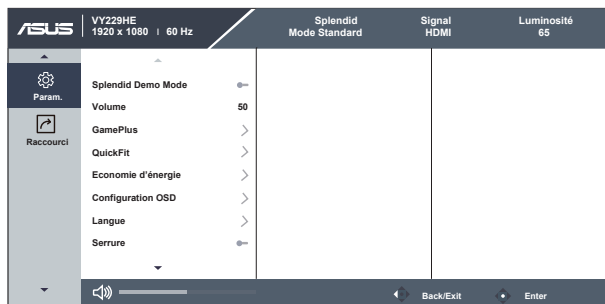 ASUS
VY229HE
1920 x 1080 | 60 Hz
Splendid
Mode Standard
Signal
HDMI
Luminosité
65
Param.
Raccourci
Splendid Demo Mode
Volume 50
GamePlus
QuickFit
Economie d'énergie
Configuration OSD
Langue
Serrure
Back/Exit
Enter